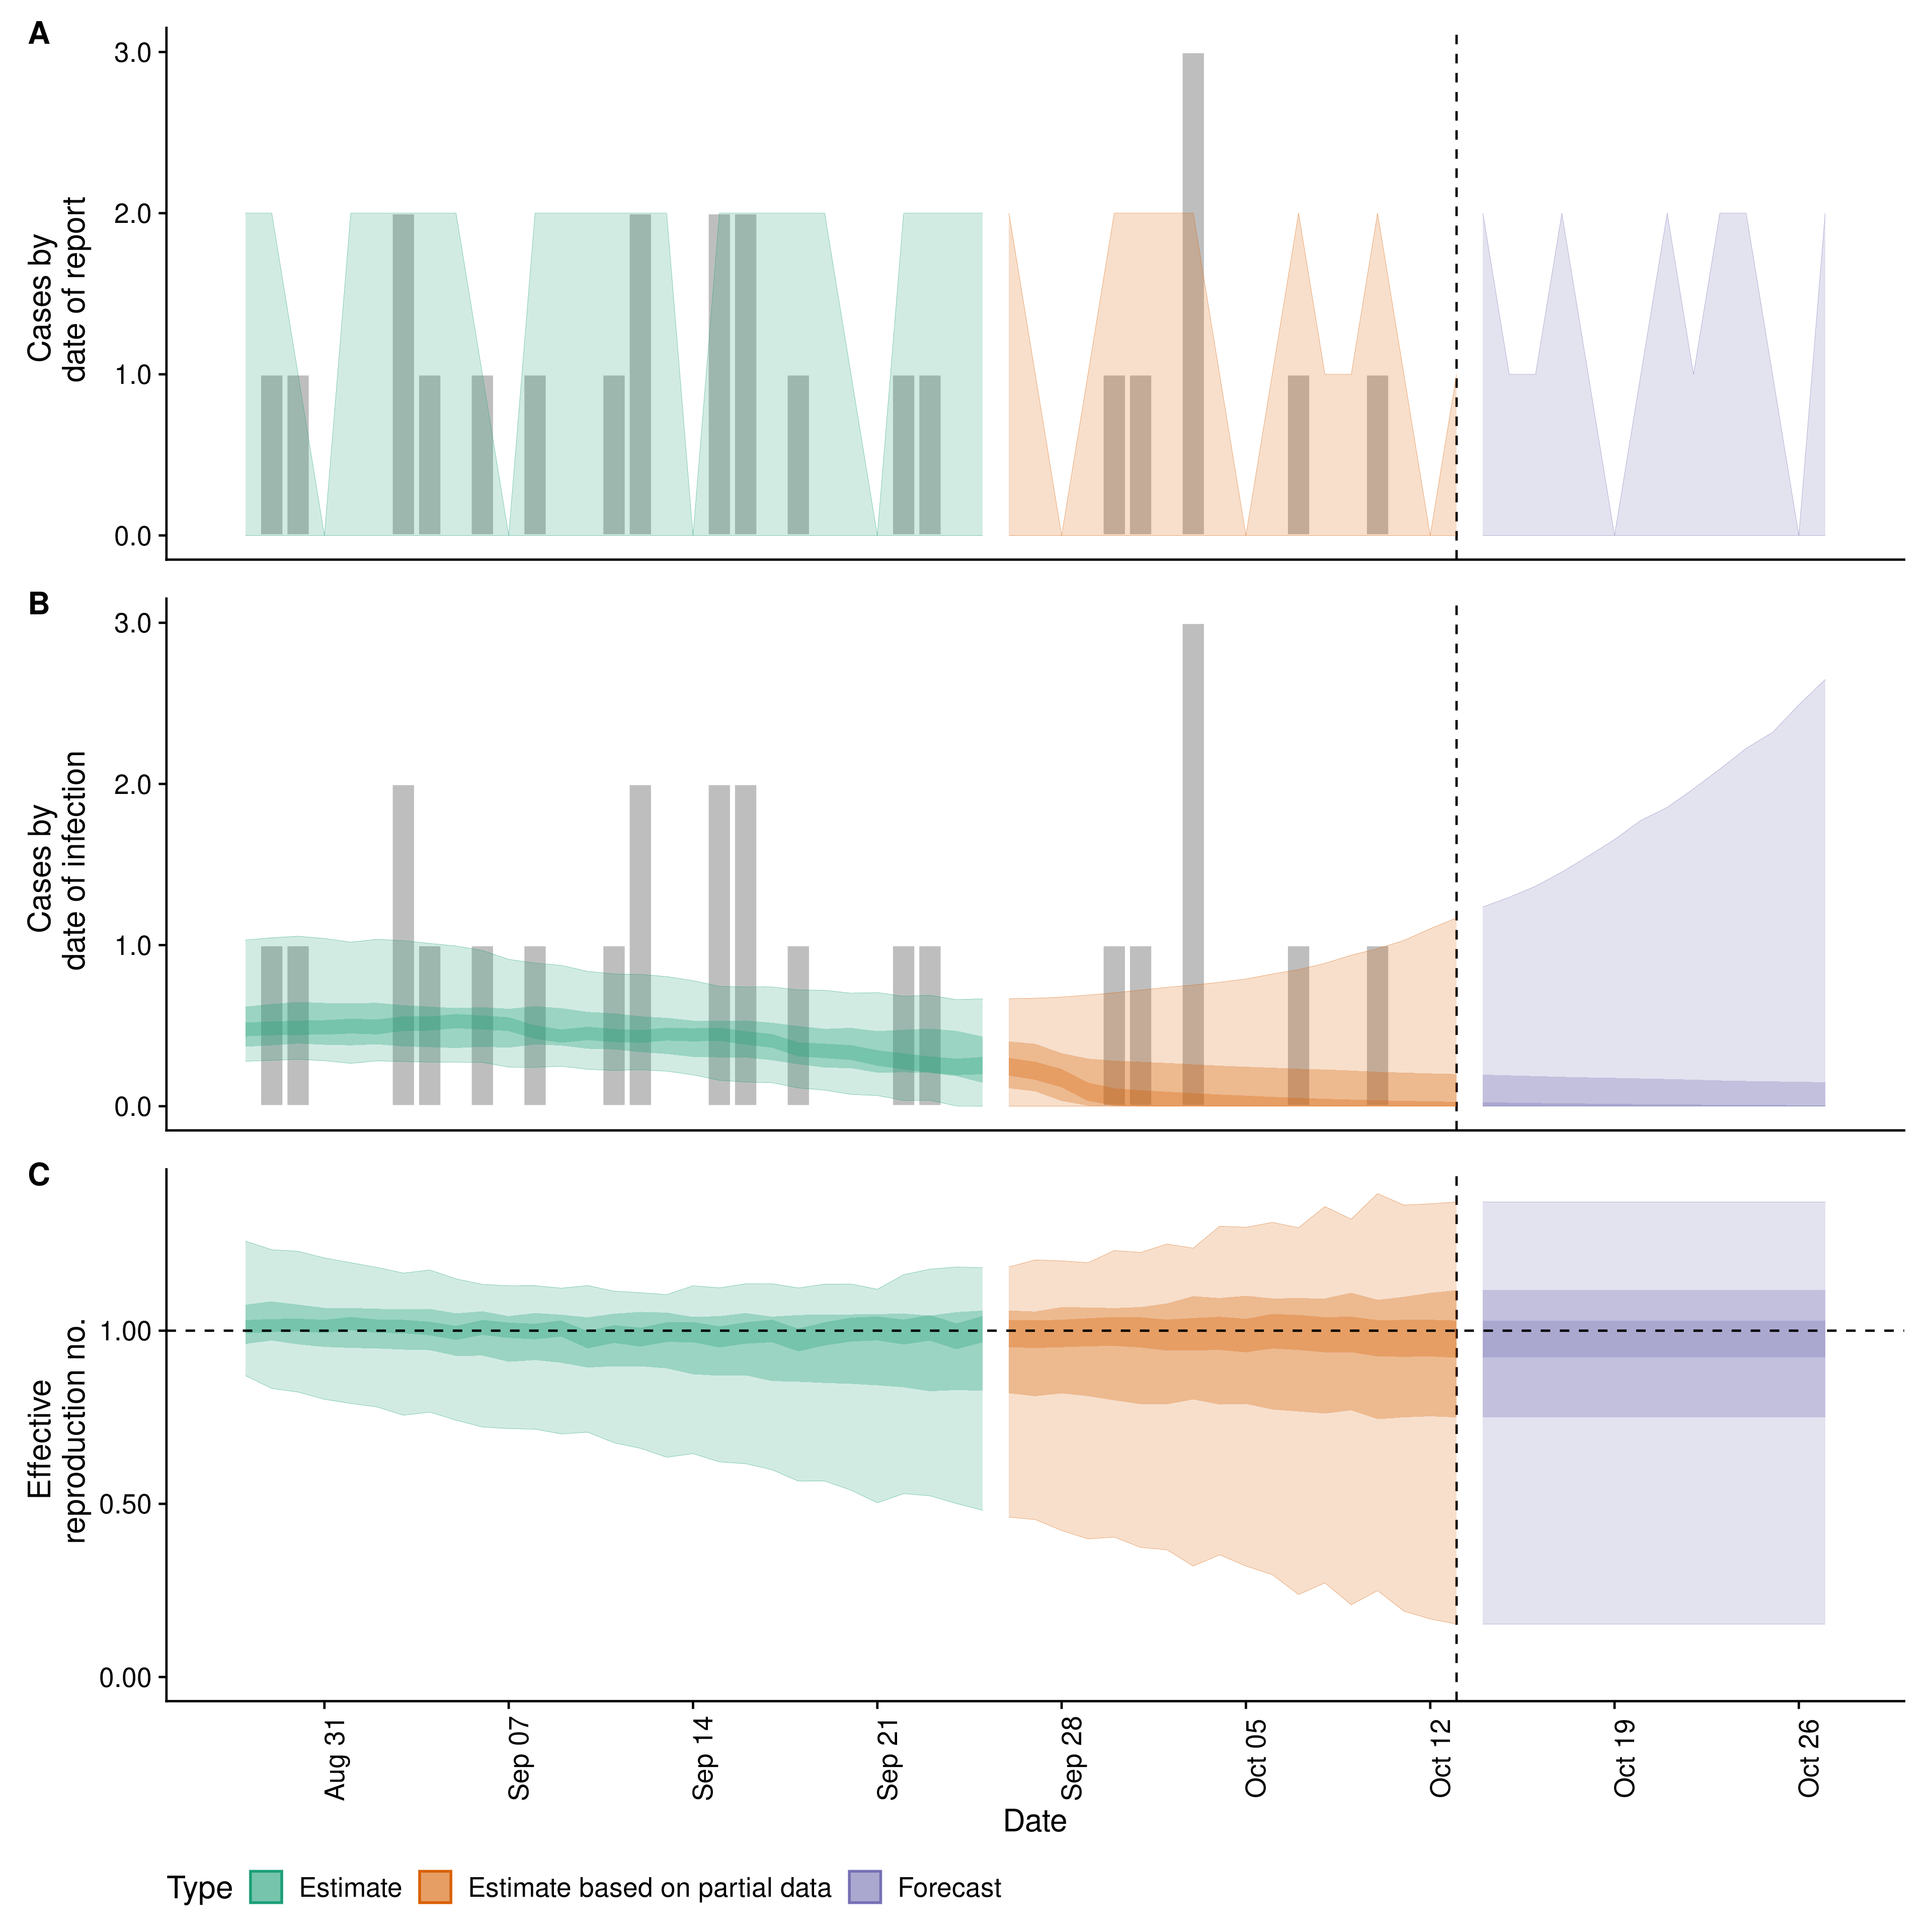 A
Cases by
date of report
3.0
2.0
1.0
0.0
B
Cases by
date of infection
3.0
2.0
1.0
0.0
C
Effective
reproduction no.
1.00
0.50
0.00
Aug 31
Sep 07
Sep 14
Sep 21
Sep 28
Oct 05
Oct 12
Oct 19
Oct 26
Date
Type Estimate Estimate based on partial data Forecast